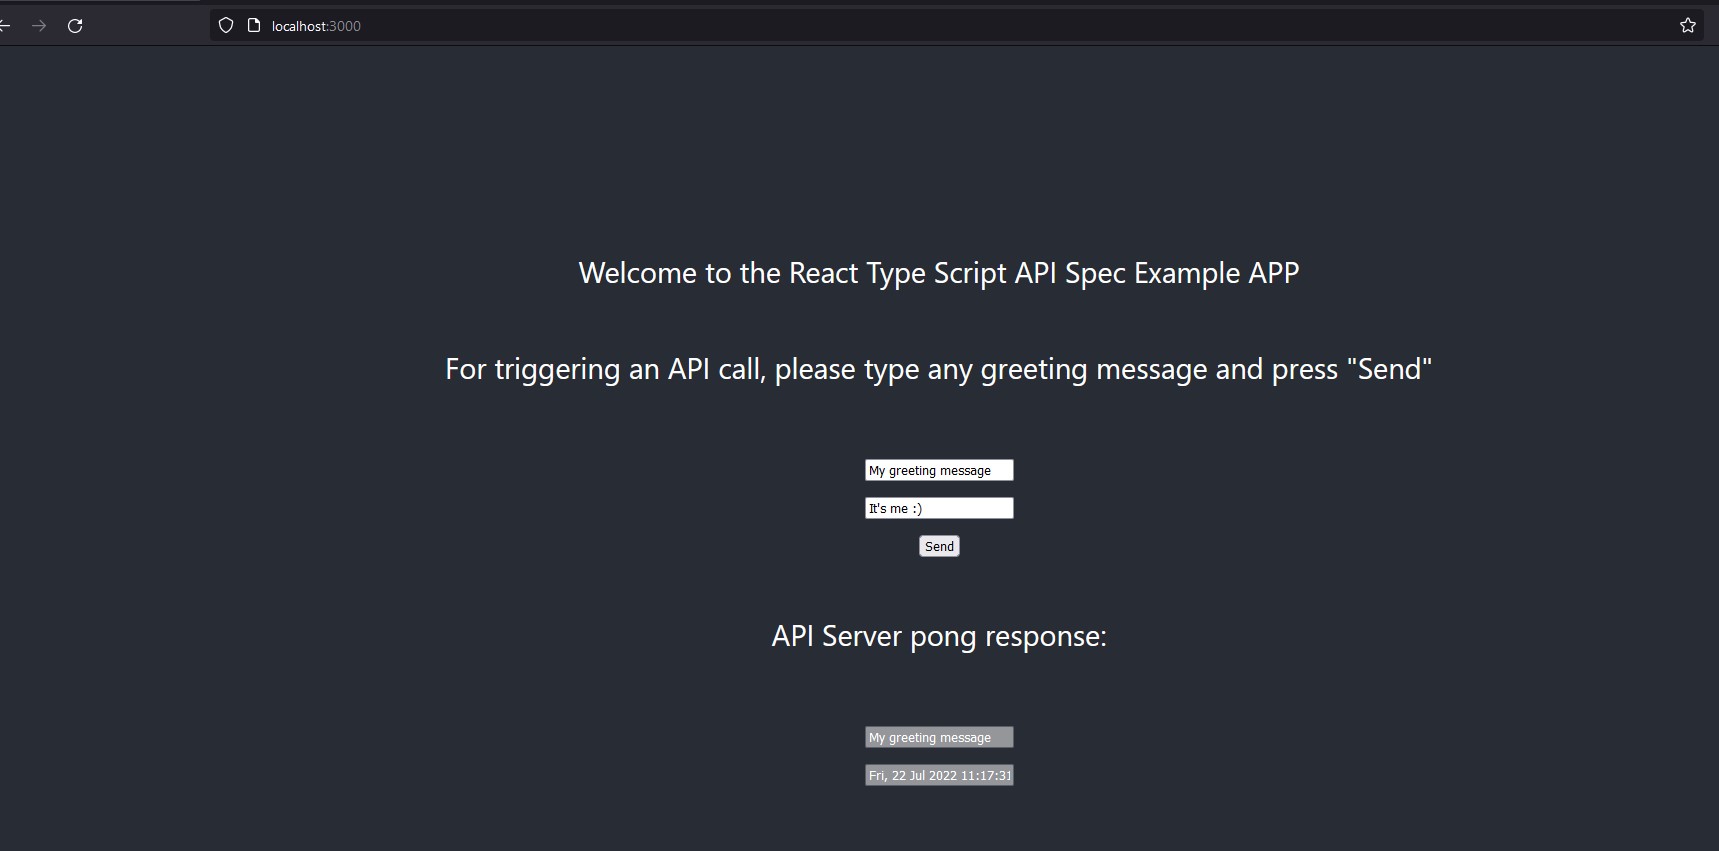 localhost:3000
Welcome to the React Type Script API Spec Example APP
For triggering an API call, please type any greeting message and press "Send"
My greeting message
It's me :)
Send
API Server pong response:
My greeting message
Fri, 22 Jul 2022 11:17:31